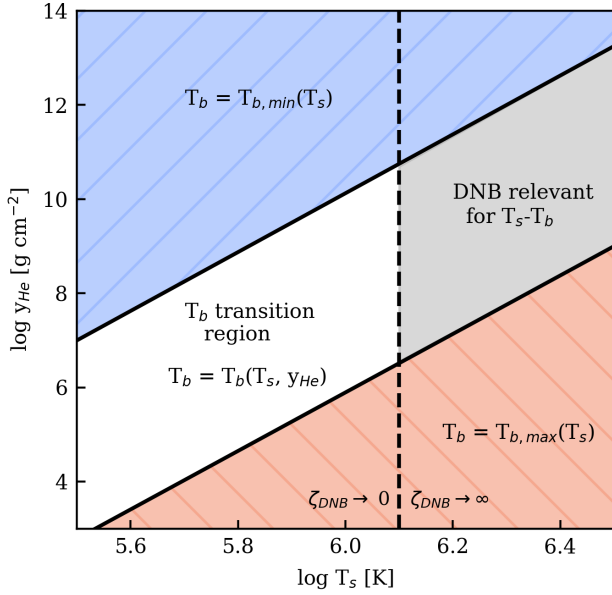 14
12
10
8
6
4
log y_He [g cm⁻²]
T_b = T_b,min(T_s)
DNB relevant
for T_s-T_b
T_b transition
region
T_b = T_b(T_s, y_He)
T_b = T_b,max(T_s)
ζ_DNB → 0
ζ_DNB → ∞
5.6 5.8 6.0 6.2 6.4
log T_s [K]